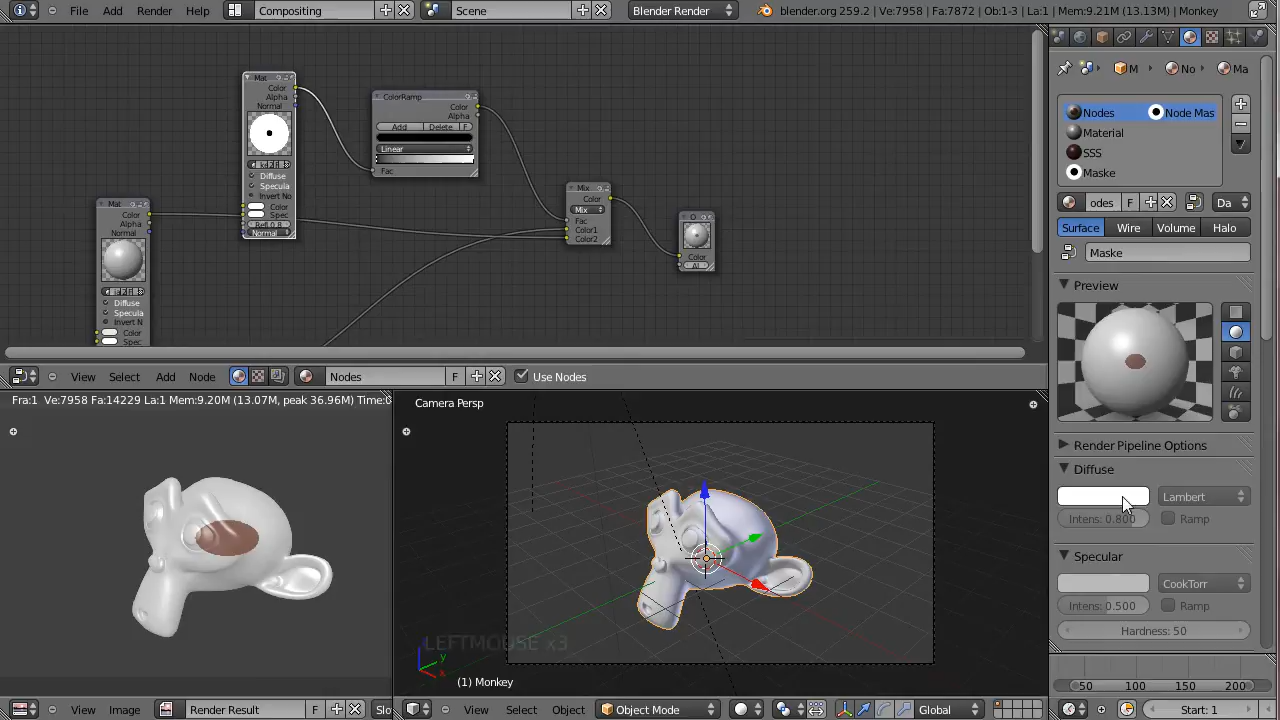 File Add Render Help Compositing Scene Blender Render blender.org 259.2 | Ve:7958 | Fa:7872 | Ob:1-3 | La:1 | Mem:9.21M (13.13M) | Monkey
Mat
Color
Alpha
Normal
Diffuse
Specula
Invert No
Color
Spec
Normal
ColorRamp
Color
Alpha
Add Delete F
Linear
Fac
Mat
Color
Alpha
Normal
Diffuse
Specula
Invert N
Color
Spec
Mix
Color
Mix
Fac
Color1
Color2
Color
View Select Add Node Nodes F Use Nodes
M No Ma
Nodes Node Mas
Material
SSS
Maske
odes F Da
Surface Wire Volume Halo
Maske
Preview
Render Pipeline Options
Diffuse
Lambert
Intens: 0.800 Ramp
Specular
CookTorr
Intens: 0.500 Ramp
Hardness: 50
50 100 150 200
Start: 1
Fra:1 Ve:7958 Fa:14229 La:1 Mem:9.20M (13.07M, peak 36.96M) Time:0
View Image Render Result F Slo
Camera Persp
LEFTMOUSE x3
y
x
(1) Monkey
View Select Object Object Mode Global